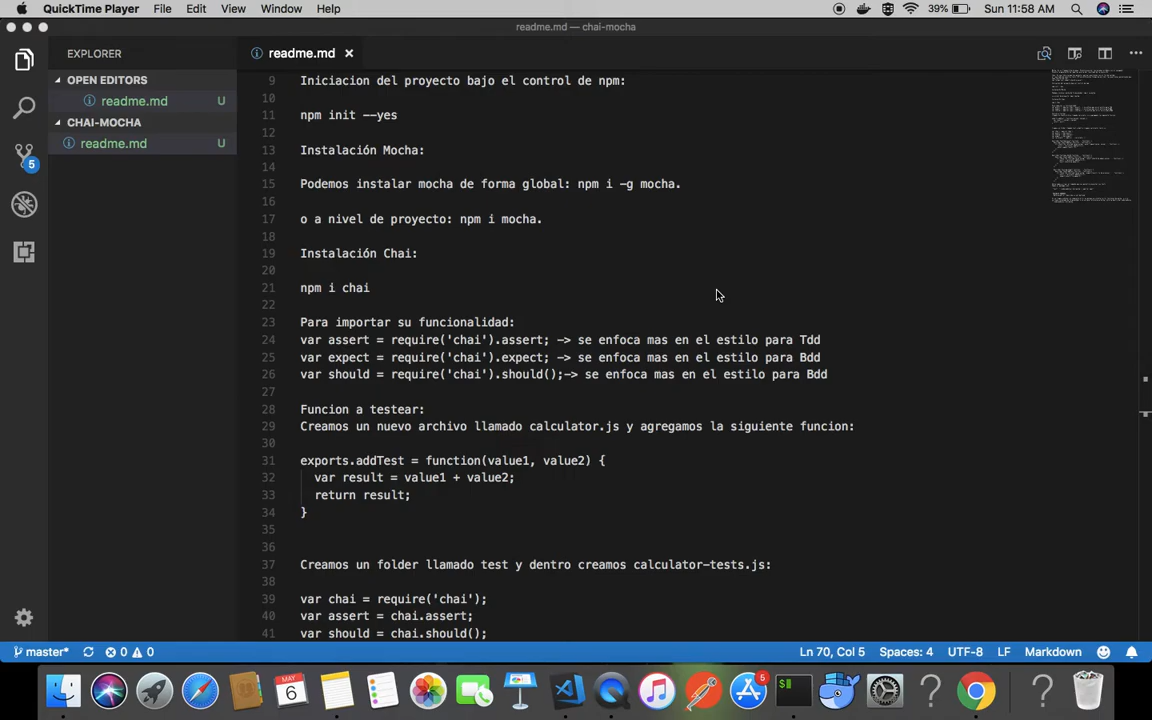 QuickTime Player File Edit View Window Help 39% Sun 11:58 AM
readme.md — chai-mocha
EXPLORER
OPEN EDITORS
readme.md U
CHAI-MOCHA
readme.md U
5
readme.md ×
9 Iniciacion del proyecto bajo el control de npm:
10
11 npm init --yes
12
13 Instalación Mocha:
14
15 Podemos instalar mocha de forma global: npm i -g mocha.
16
17 o a nivel de proyecto: npm i mocha.
18
19 Instalación Chai:
20
21 npm i chai
22
23 Para importar su funcionalidad:
24 var assert = require('chai').assert; -> se enfoca mas en el estilo para Tdd
25 var expect = require('chai').expect; -> se enfoca mas en el estilo para Bdd
26 var should = require('chai').should();-> se enfoca mas en el estilo para Bdd
27
28 Funcion a testear:
29 Creamos un nuevo archivo llamado calculator.js y agregamos la siguiente funcion:
30
31 exports.addTest = function(value1, value2) {
32 var result = value1 + value2;
33 return result;
34 }
35
36
37 Creamos un folder llamado test y dentro creamos calculator-tests.js:
38
39 var chai = require('chai');
40 var assert = chai.assert;
41 var should = chai.should();
master* 0 0 Ln 70, Col 5 Spaces: 4 UTF-8 LF Markdown
MAY
6
5
$
? ?